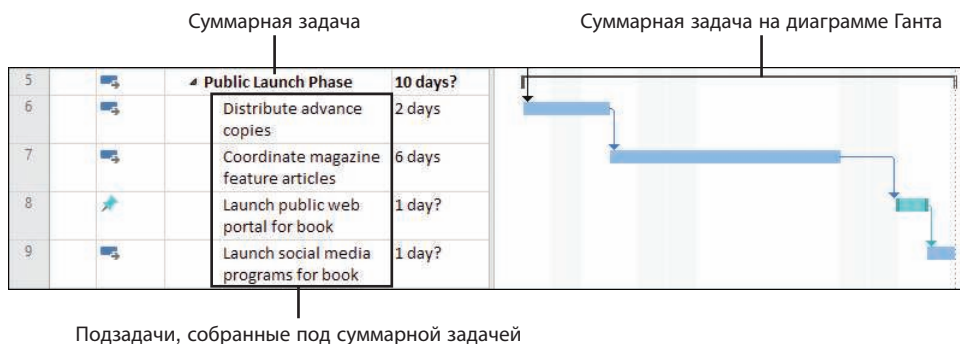 Суммарная задача
Суммарная задача на диаграмме Ганта
5 Public Launch Phase 10 days?
6 Distribute advance 2 days
copies
7 Coordinate magazine 6 days
feature articles
8 Launch public web 1 day?
portal for book
9 Launch social media 1 day?
programs for book
Подзадачи, собранные под суммарной задачей